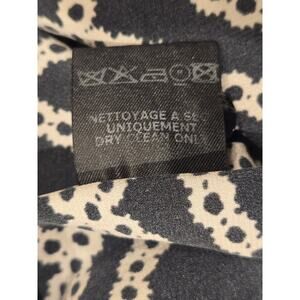 NETTOYAGE A SEC
UNIQUEMENT
DRY CLEAN ONLY